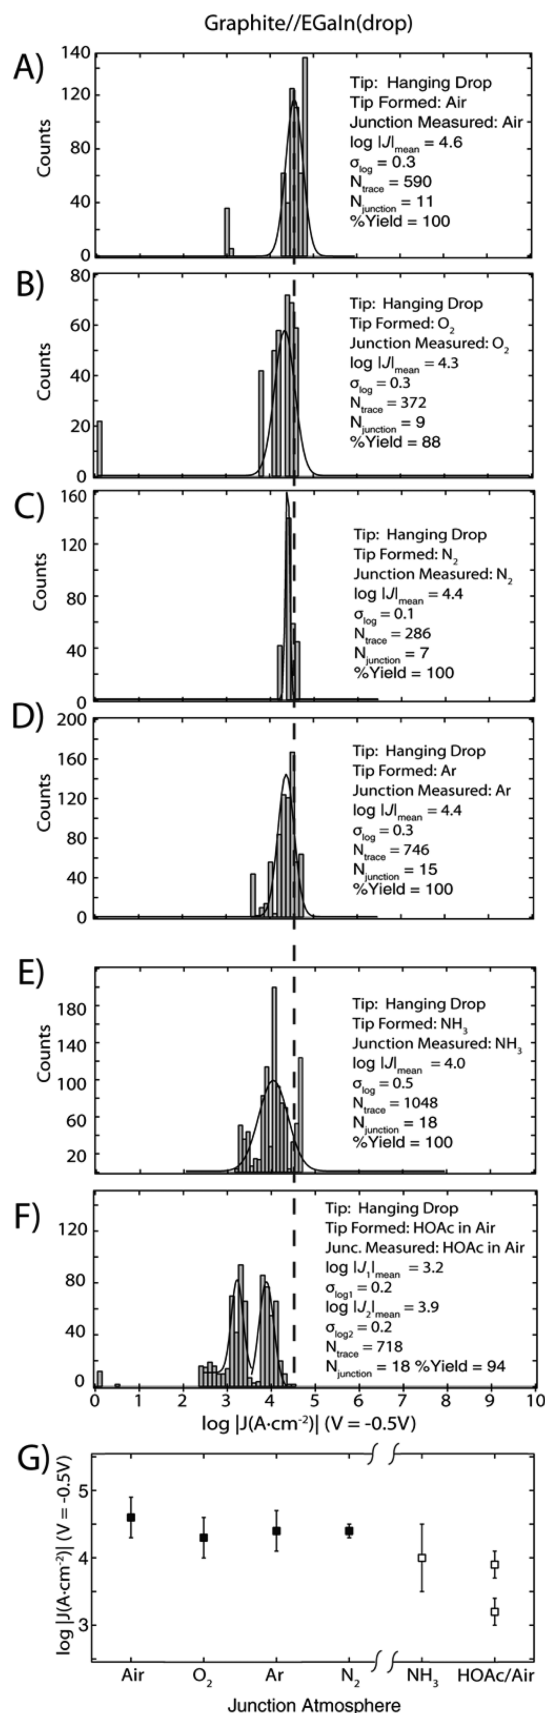 Graphite//EGaIn(drop)
A)
140
120
80
40
0
Counts
Tip: Hanging Drop
Tip Formed: Air
Junction Measured: Air
log |J|mean = 4.6
σlog = 0.3
Ntrace = 590
Njunction = 11
%Yield = 100
B)
80
60
40
20
0
Counts
Tip: Hanging Drop
Tip Formed: O2
Junction Measured: O2
log |J|mean = 4.3
σlog = 0.3
Ntrace = 372
Njunction = 9
%Yield = 88
C)
160
120
80
40
0
Counts
Tip: Hanging Drop
Tip Formed: N2
Junction Measured: N2
log |J|mean = 4.4
σlog = 0.1
Ntrace = 286
Njunction = 7
%Yield = 100
D)
200
160
120
80
40
0
Counts
Tip: Hanging Drop
Tip Formed: Ar
Junction Measured: Ar
log |J|mean = 4.4
σlog = 0.3
Ntrace = 746
Njunction = 15
%Yield = 100
E)
180
140
100
60
20
Counts
Tip: Hanging Drop
Tip Formed: NH3
Junction Measured: NH3
log |J|mean = 4.0
σlog = 0.5
Ntrace = 1048
Njunction = 18
%Yield = 100
F)
120
80
40
0
Tip: Hanging Drop
Tip Formed: HOAc in Air
Junc. Measured: HOAc in Air
log |J1|mean = 3.2
σlog1 = 0.2
log |J2|mean = 3.9
σlog2 = 0.2
Ntrace = 718
Njunction = 18 %Yield = 94
0 1 2 3 4 5 6 7 8 9 10
log |J(A·cm-2)| (V = -0.5V)
G)
5
4
3
log |J(A·cm-2)| (V = -0.5V)
Air O2 Ar N2 NH3 HOAc/Air
Junction Atmosphere